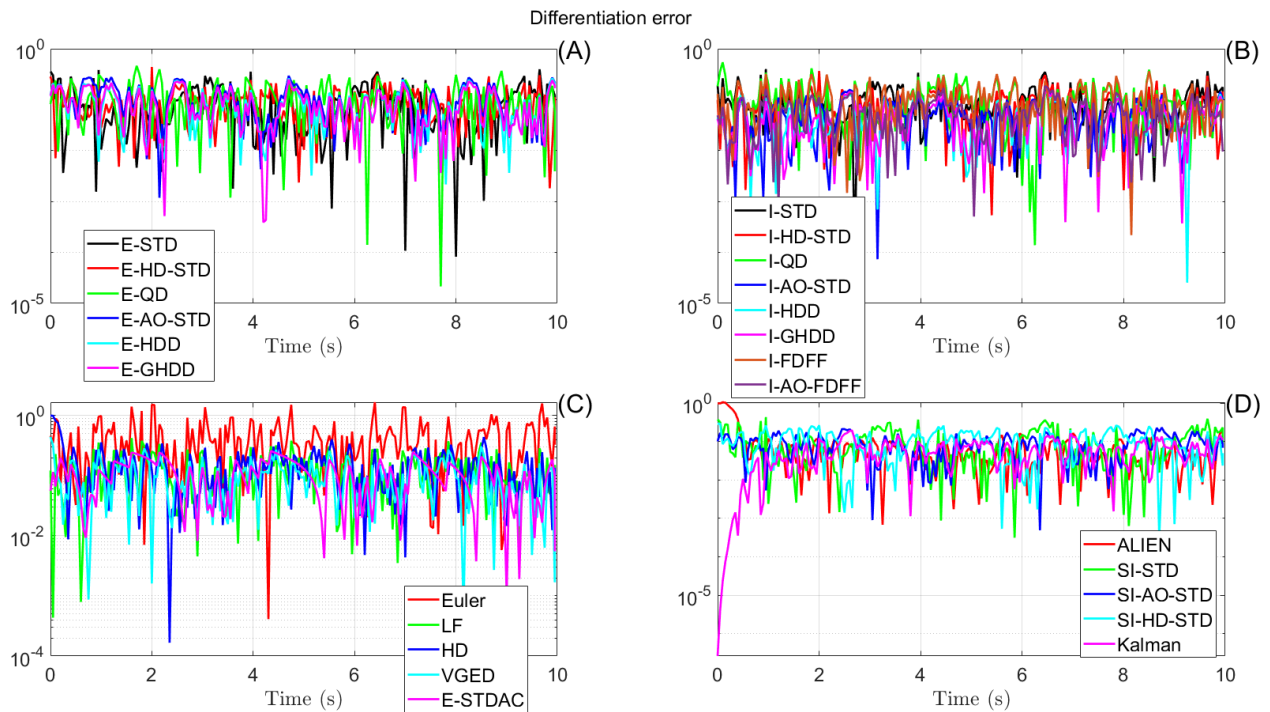 Differentiation error
(A)
10^0
10^-5
0 2 4 6 8 10
Time (s)
E-STD
E-HD-STD
E-QD
E-AO-STD
E-HDD
E-GHDD
(B)
10^0
10^-5
0 2 4 6 8 10
Time (s)
I-STD
I-HD-STD
I-QD
I-AO-STD
I-HDD
I-GHDD
I-FDFF
I-AO-FDFF
(C)
10^0
10^-2
10^-4
0 2 4 6 8 10
Time (s)
Euler
LF
HD
VGED
E-STDAC
(D)
10^0
10^-5
0 2 4 6 8 10
Time (s)
ALIEN
SI-STD
SI-AO-STD
SI-HD-STD
Kalman